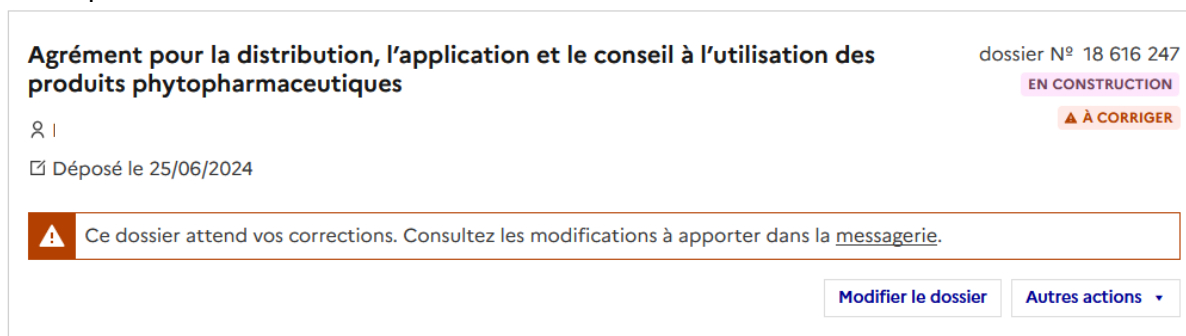 Agrément pour la distribution, l’application et le conseil à l’utilisation des
produits phytopharmaceutiques
dossier Nº 18 616 247
EN CONSTRUCTION
À CORRIGER
Déposé le 25/06/2024
Ce dossier attend vos corrections. Consultez les modifications à apporter dans la messagerie.
Modifier le dossier
Autres actions